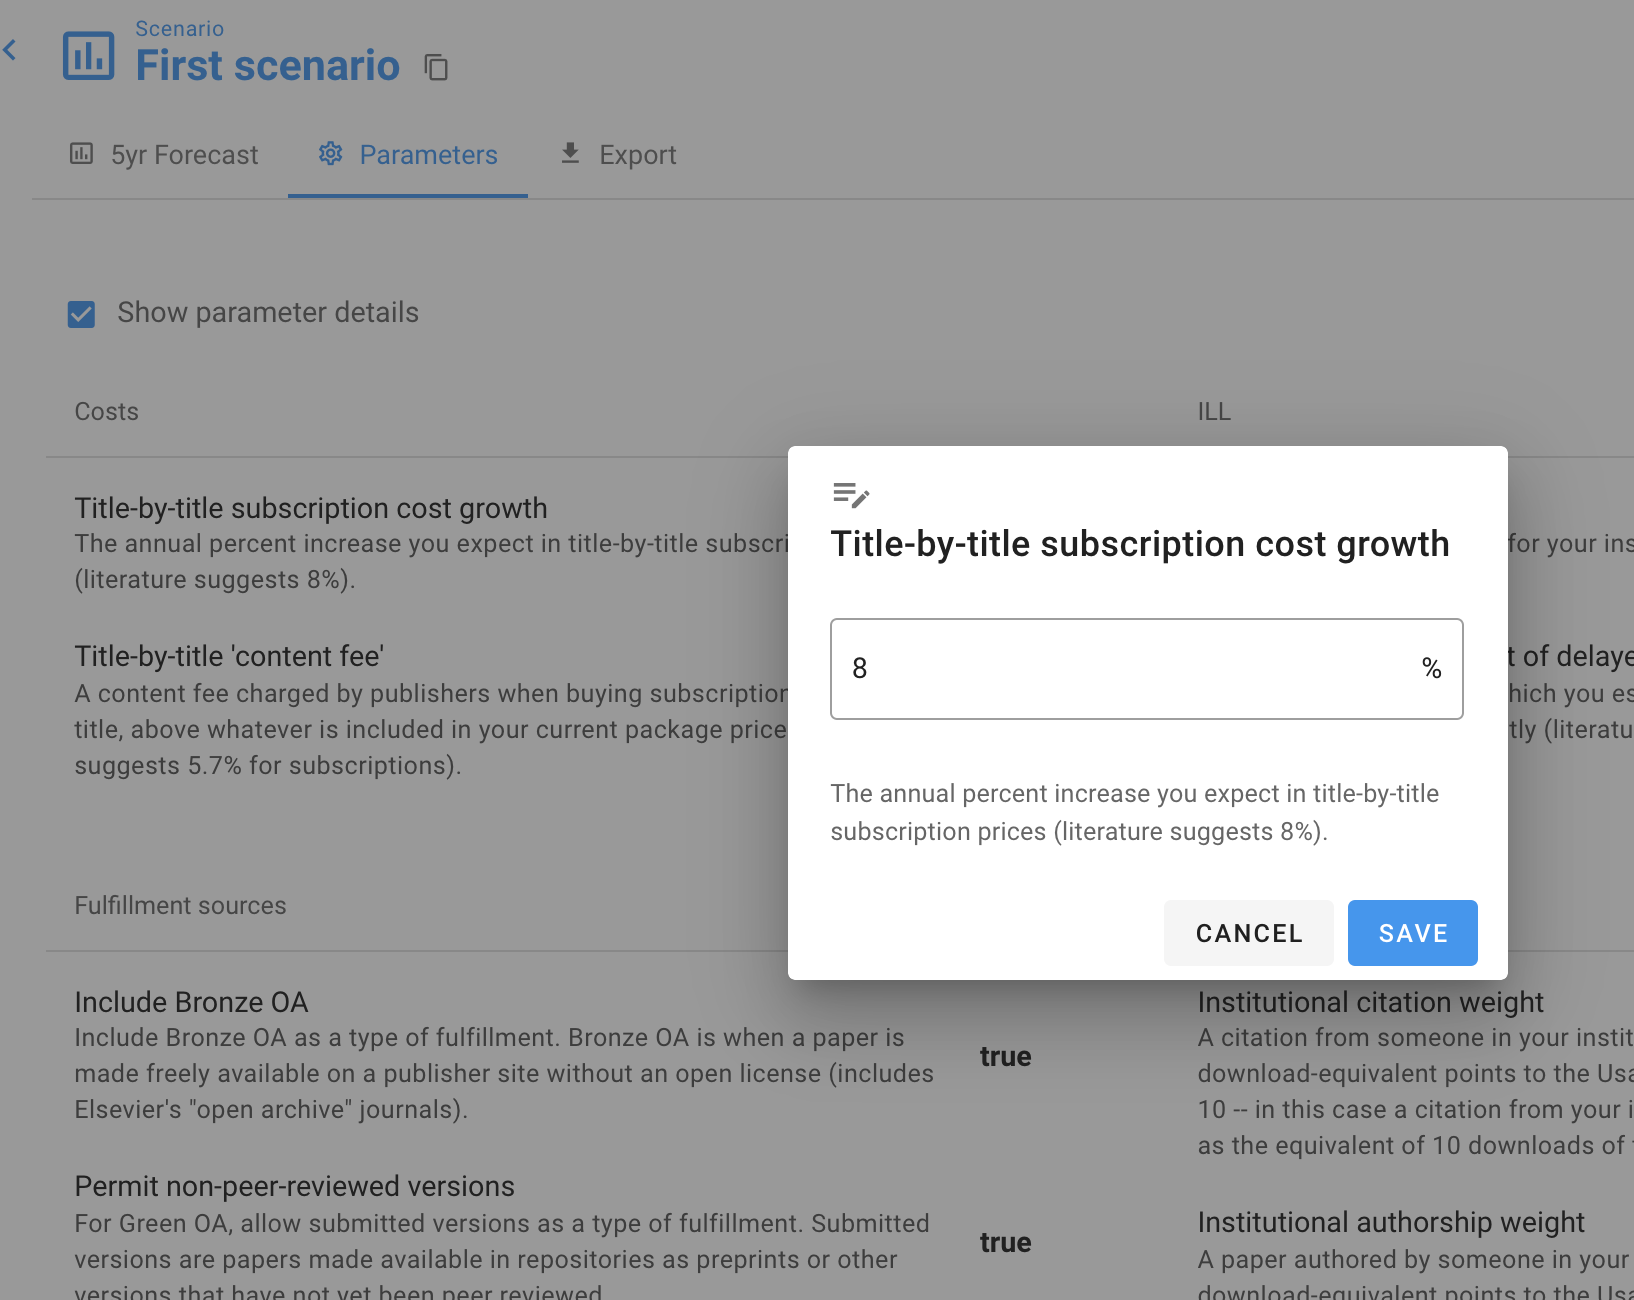 Scenario
First scenario
5yr Forecast
Parameters
Export
Show parameter details
Costs
ILL
Title-by-title subscription cost growth
The annual percent increase you expect in title-by-title subscri
(literature suggests 8%).
for your ins
Title-by-title 'content fee'
A content fee charged by publishers when buying subscription
title, above whatever is included in your current package price
suggests 5.7% for subscriptions).
t of delaye
hich you es
tly (literatu
Title-by-title subscription cost growth
8 %
The annual percent increase you expect in title-by-title
subscription prices (literature suggests 8%).
CANCEL
SAVE
Fulfillment sources
Include Bronze OA
Include Bronze OA as a type of fulfillment. Bronze OA is when a paper is
made freely available on a publisher site without an open license (includes
Elsevier's "open archive" journals).
true
Institutional citation weight
A citation from someone in your instit
download-equivalent points to the Usa
10 -- in this case a citation from your i
as the equivalent of 10 downloads of
Permit non-peer-reviewed versions
For Green OA, allow submitted versions as a type of fulfillment. Submitted
versions are papers made available in repositories as preprints or other
versions that have not yet been peer reviewed
true
Institutional authorship weight
A paper authored by someone in your
download-equivalent points to the Usa